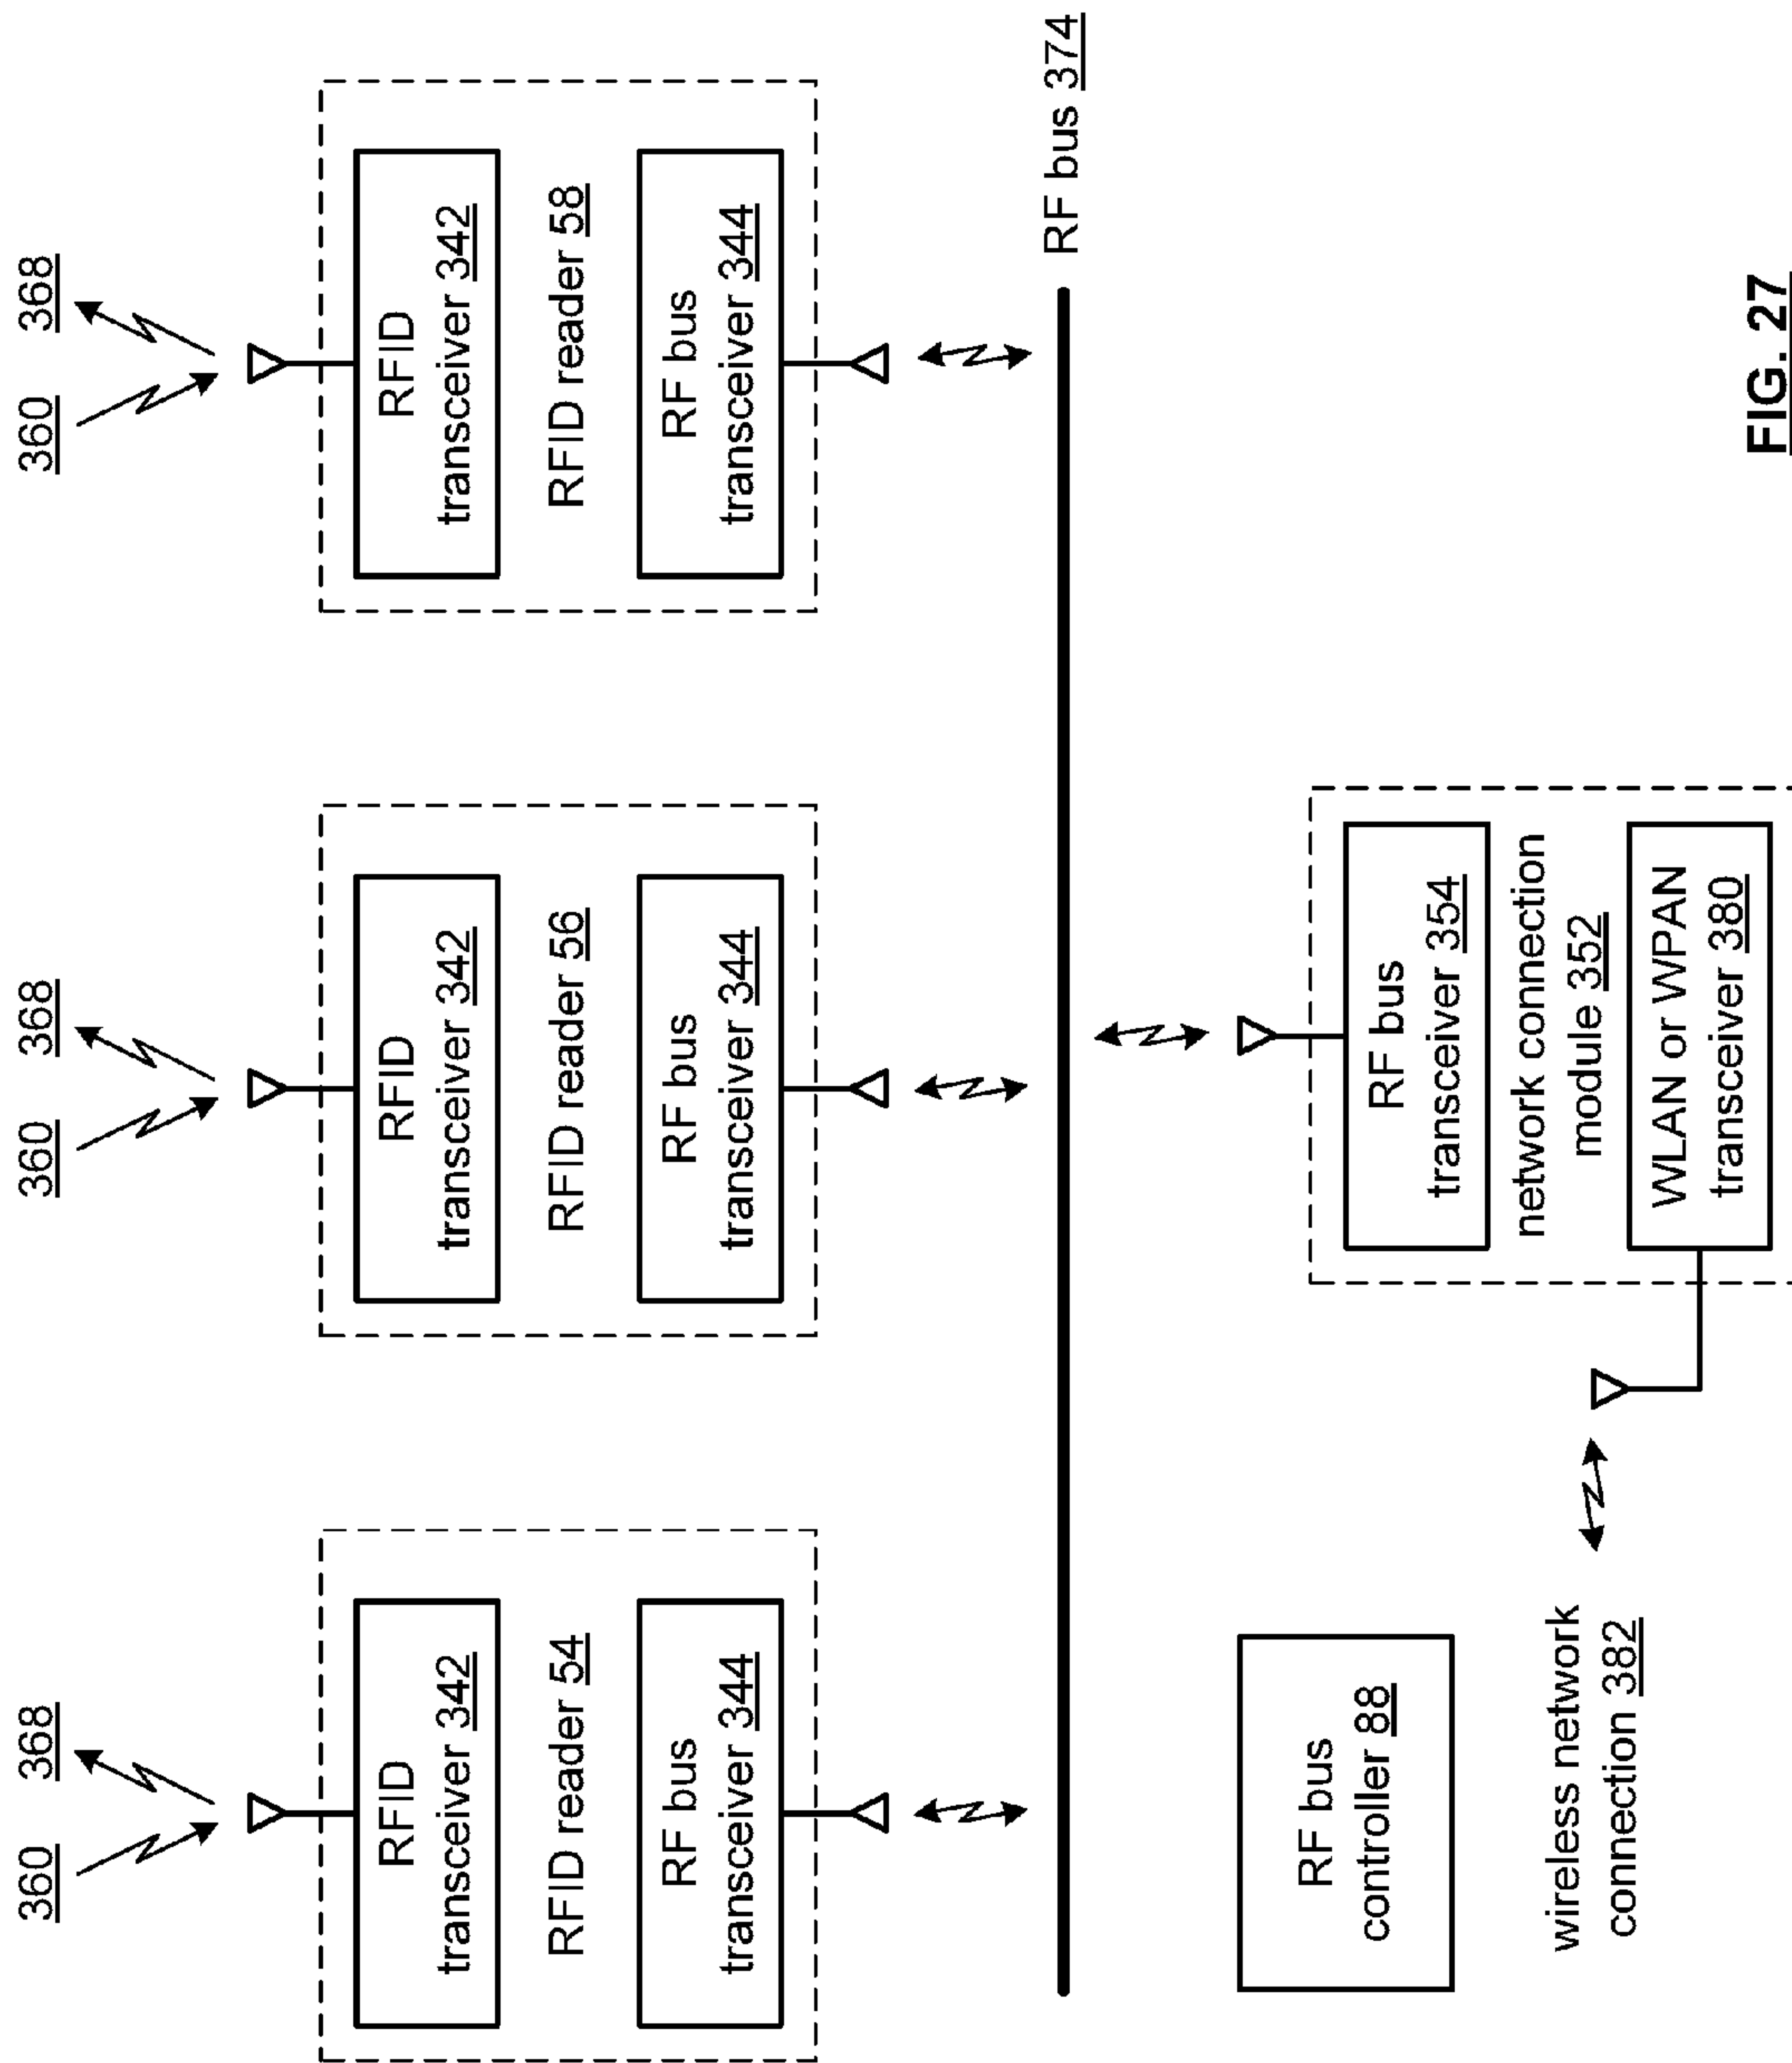 360 368
360 368
360 368
RFID
transceiver 342
RFID reader 54
RF bus
transceiver 344
RFID
transceiver 342
RFID reader 56
RF bus
transceiver 344
RFID
transceiver 342
RFID reader 58
RF bus
transceiver 344
RF bus 374
RF bus
controller 88
wireless network
connection 382
RF bus
transceiver 354
network connection
module 352
WLAN or WPAN
transceiver 380
FIG. 27